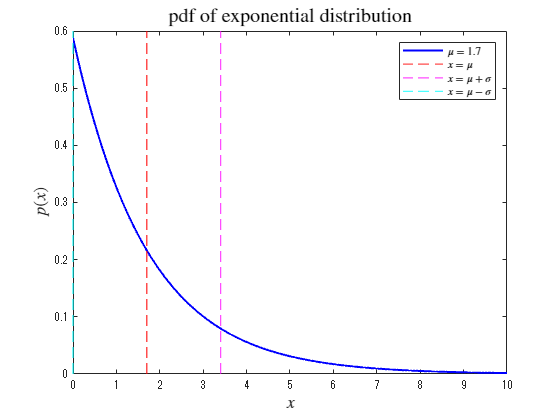 pdf of exponential distribution
μ = 1.7
x = μ
x = μ + σ
x = μ − σ
0.6
0.5
0.4
0.3
0.2
0.1
0
p(x)
0 1 2 3 4 5 6 7 8 9 10
x